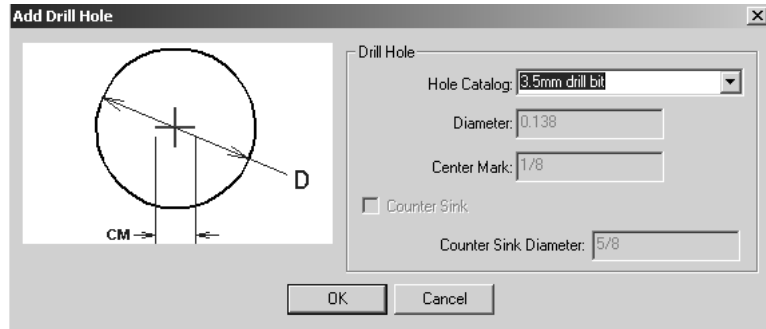 Add Drill Hole
Drill Hole
Hole Catalog: 3.5mm drill bit
Diameter: 0.138
Center Mark: 1/8
Counter Sink
Counter Sink Diameter: 5/8
D
CM
OK Cancel